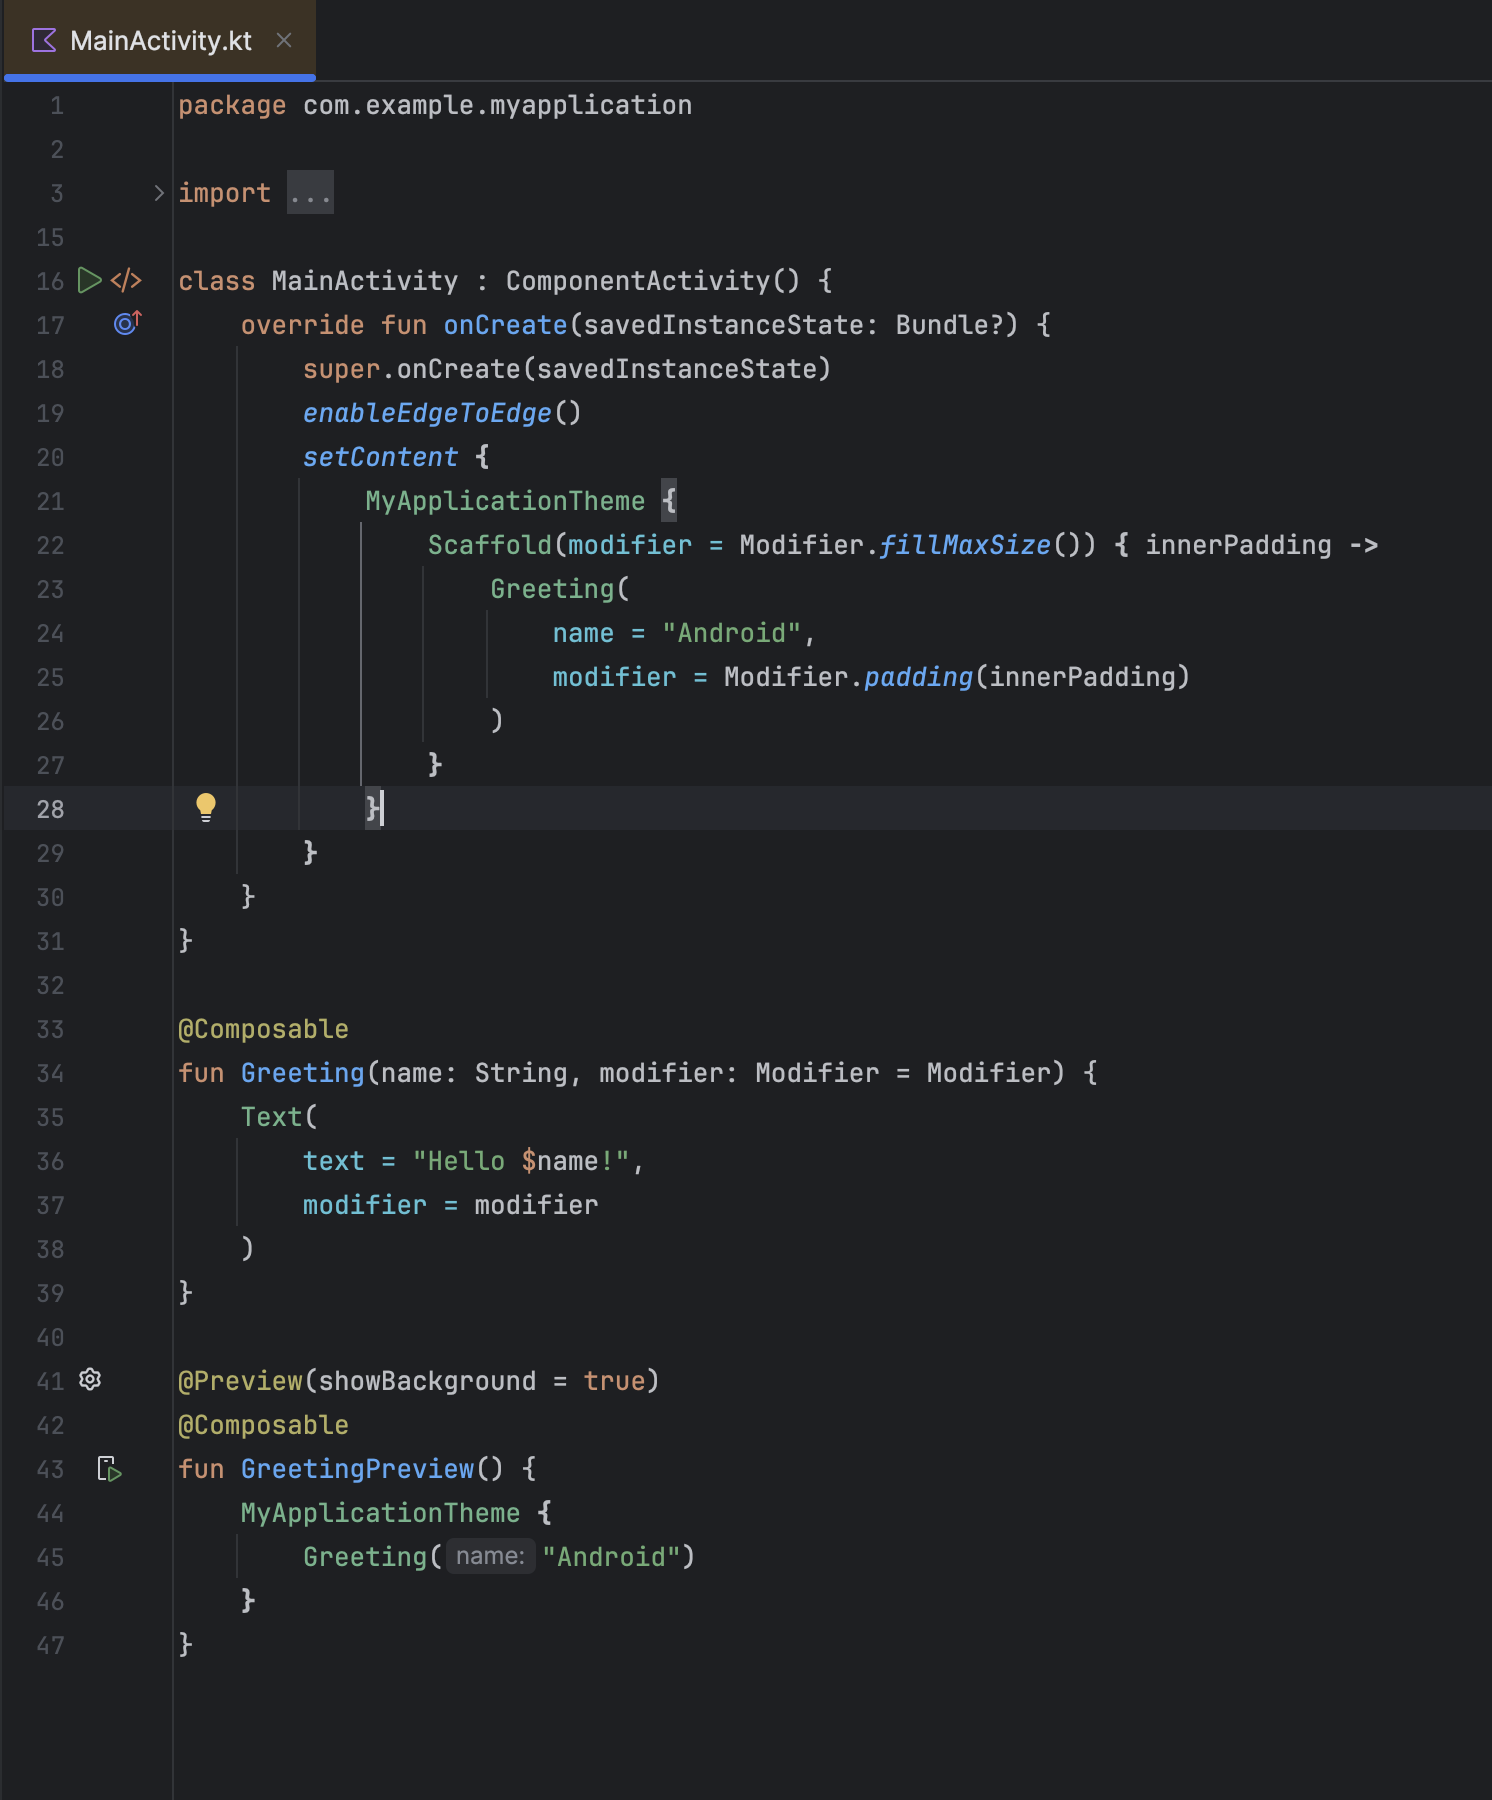 MainActivity.kt
1 package com.example.myapplication
2
3 import ...
15
16 class MainActivity : ComponentActivity() {
17     override fun onCreate(savedInstanceState: Bundle?) {
18         super.onCreate(savedInstanceState)
19         enableEdgeToEdge()
20         setContent {
21             MyApplicationTheme {
22                 Scaffold(modifier = Modifier.fillMaxSize()) { innerPadding ->
23                     Greeting(
24                         name = "Android",
25                         modifier = Modifier.padding(innerPadding)
26                     )
27                 }
28             }
29         }
30     }
31 }
32
33 @Composable
34 fun Greeting(name: String, modifier: Modifier = Modifier) {
35     Text(
36         text = "Hello $name!",
37         modifier = modifier
38     )
39 }
40
41 @Preview(showBackground = true)
42 @Composable
43 fun GreetingPreview() {
44     MyApplicationTheme {
45         Greeting( name: "Android")
46     }
47 }